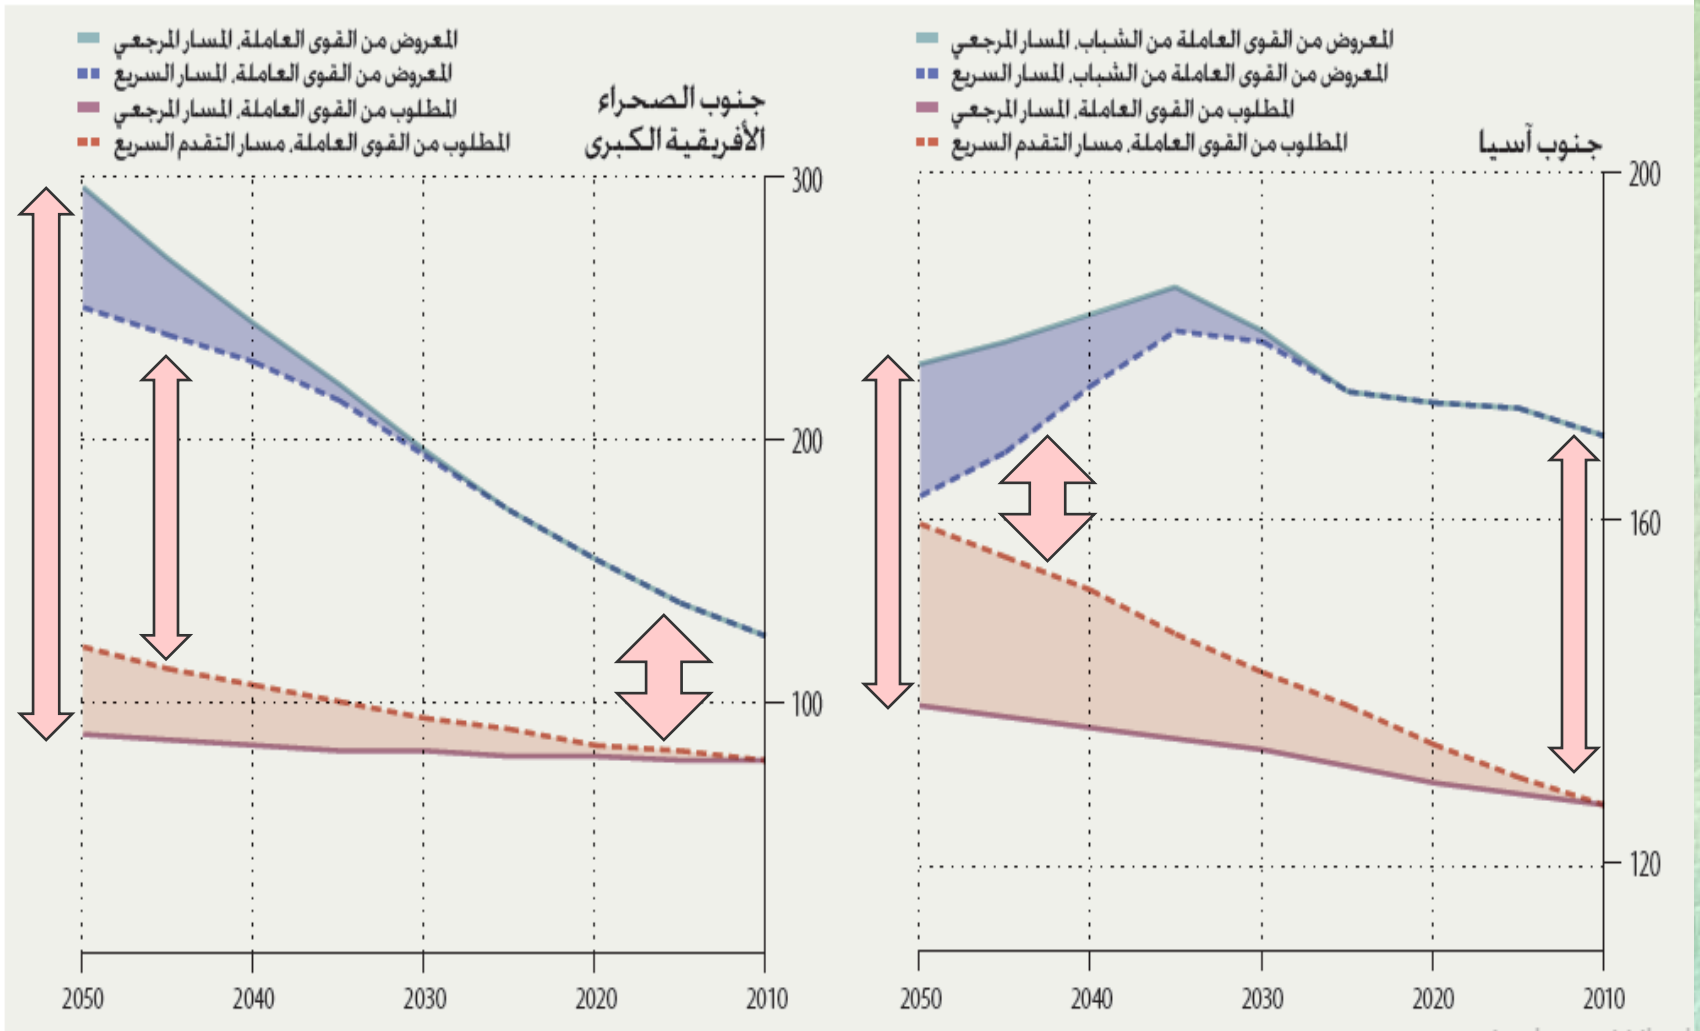 المعروض من القوى العاملة من الشباب، المسار المرجعي
المعروض من القوى العاملة من الشباب، المسار السريع
المطلوب من القوى العاملة، المسار المرجعي
المطلوب من القوى العاملة، مسار التقدم السريع
جنوب آسيا
200
160
120
2050 2040 2030 2020 2010
المعروض من القوى العاملة، المسار المرجعي
المعروض من القوى العاملة، المسار السريع
المطلوب من القوى العاملة، المسار المرجعي
المطلوب من القوى العاملة، مسار التقدم السريع
جنوب الصحراء
الأفريقية الكبرى
300
200
100
2050 2040 2030 2020 2010